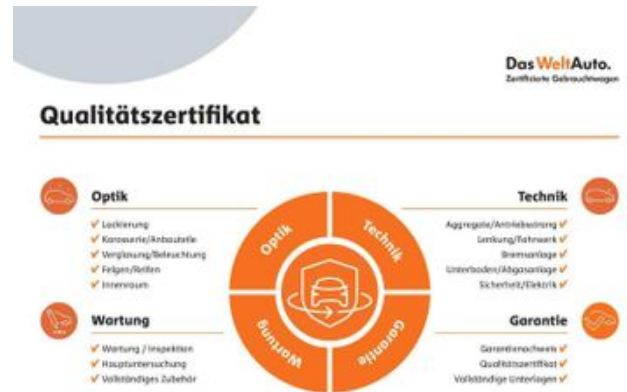 Das WeltAuto.
Zertifizierte Gebrauchtwagen
Qualitätszertifikat
Optik
Lackierung
Karosserie/Anbauteile
Verglasung/Beleuchtung
Felgen/Reifen
Innenraum
Technik
Aggregate/Antriebsstrang
Lenkung/Fahrwerk
Bremsanlage
Unterboden/Abgasanlage
Sicherheit/Elektrik
Optik
Technik
Wartung
Garantie
Wartung
Wartung / Inspektion
Hauptuntersuchung
Vollständiges Zubehör
Garantie
Garantienachweis
Qualitätszertifikat
Vollständige Unterlagen